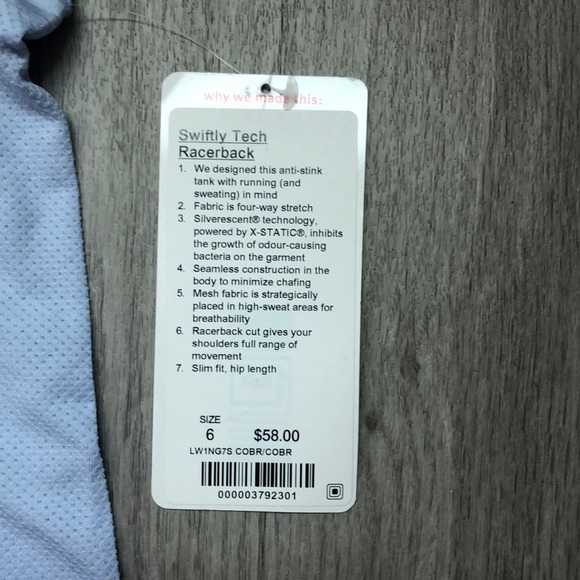 why we made this:
Swiftly Tech
Racerback
1. We designed this anti-stink
tank with running (and
sweating) in mind
2. Fabric is four-way stretch
3. Silverescent® technology,
powered by X-STATIC®, inhibits
the growth of odour-causing
bacteria on the garment
4. Seamless construction in the
body to minimize chafing
5. Mesh fabric is strategically
placed in high-sweat areas for
breathability
6. Racerback cut gives your
shoulders full range of
movement
7. Slim fit, hip length
SIZE
6 $58.00
LW1NG7S COBR/COBR
000003792301